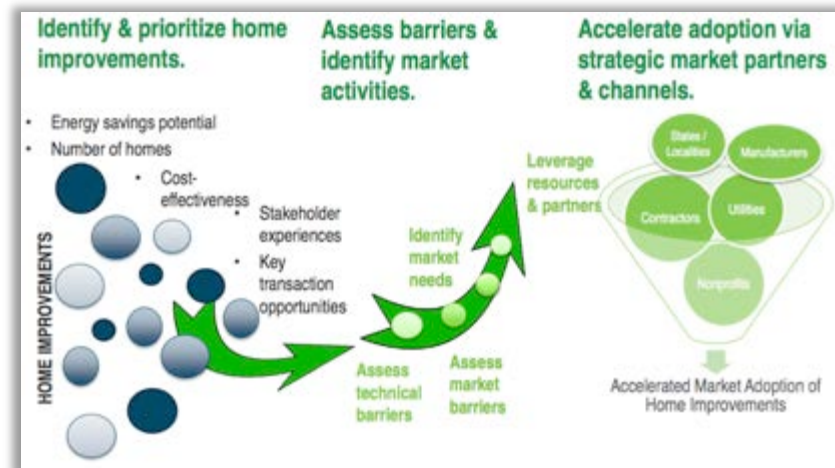 Identify & prioritize home
improvements.
• Energy savings potential
• Number of homes
• Cost-
effectiveness
• Stakeholder
experiences
• Key
transaction
opportunities
HOME IMPROVEMENTS
Assess barriers &
identify market
activities.
Assess
technical
barriers
Assess
market
barriers
Identify
market
needs
Leverage
resources
& partners
Accelerate adoption via
strategic market partners
& channels.
States /
Localities
Manufacturers
Contractors
Utilities
Nonprofits
Accelerated Market Adoption of
Home Improvements